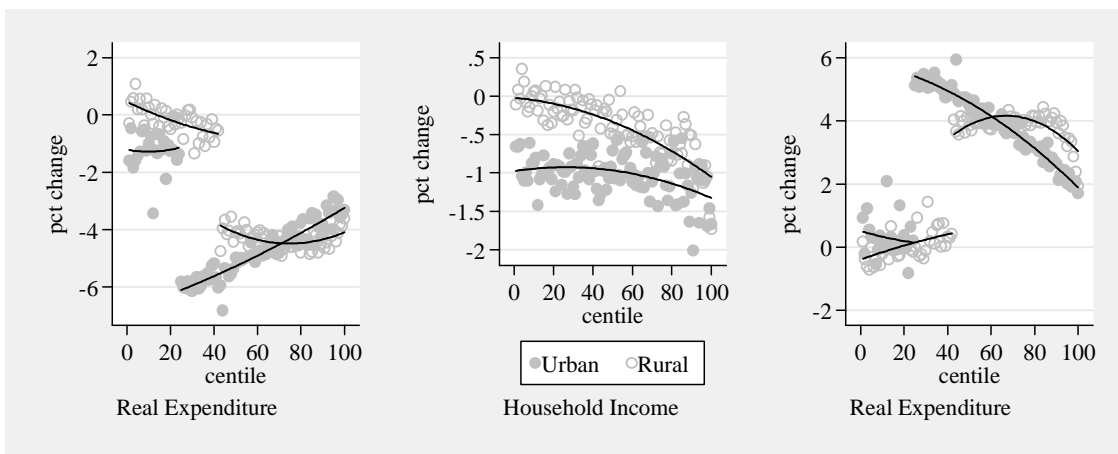 pct change
2
0
-2
-4
-6
0 20 40 60 80 100
centile
Real Expenditure
pct change
.5
0
-.5
-1
-1.5
-2
0 20 40 60 80 100
centile
Urban Rural
Household Income
pct change
6
4
2
0
-2
0 20 40 60 80 100
centile
Real Expenditure